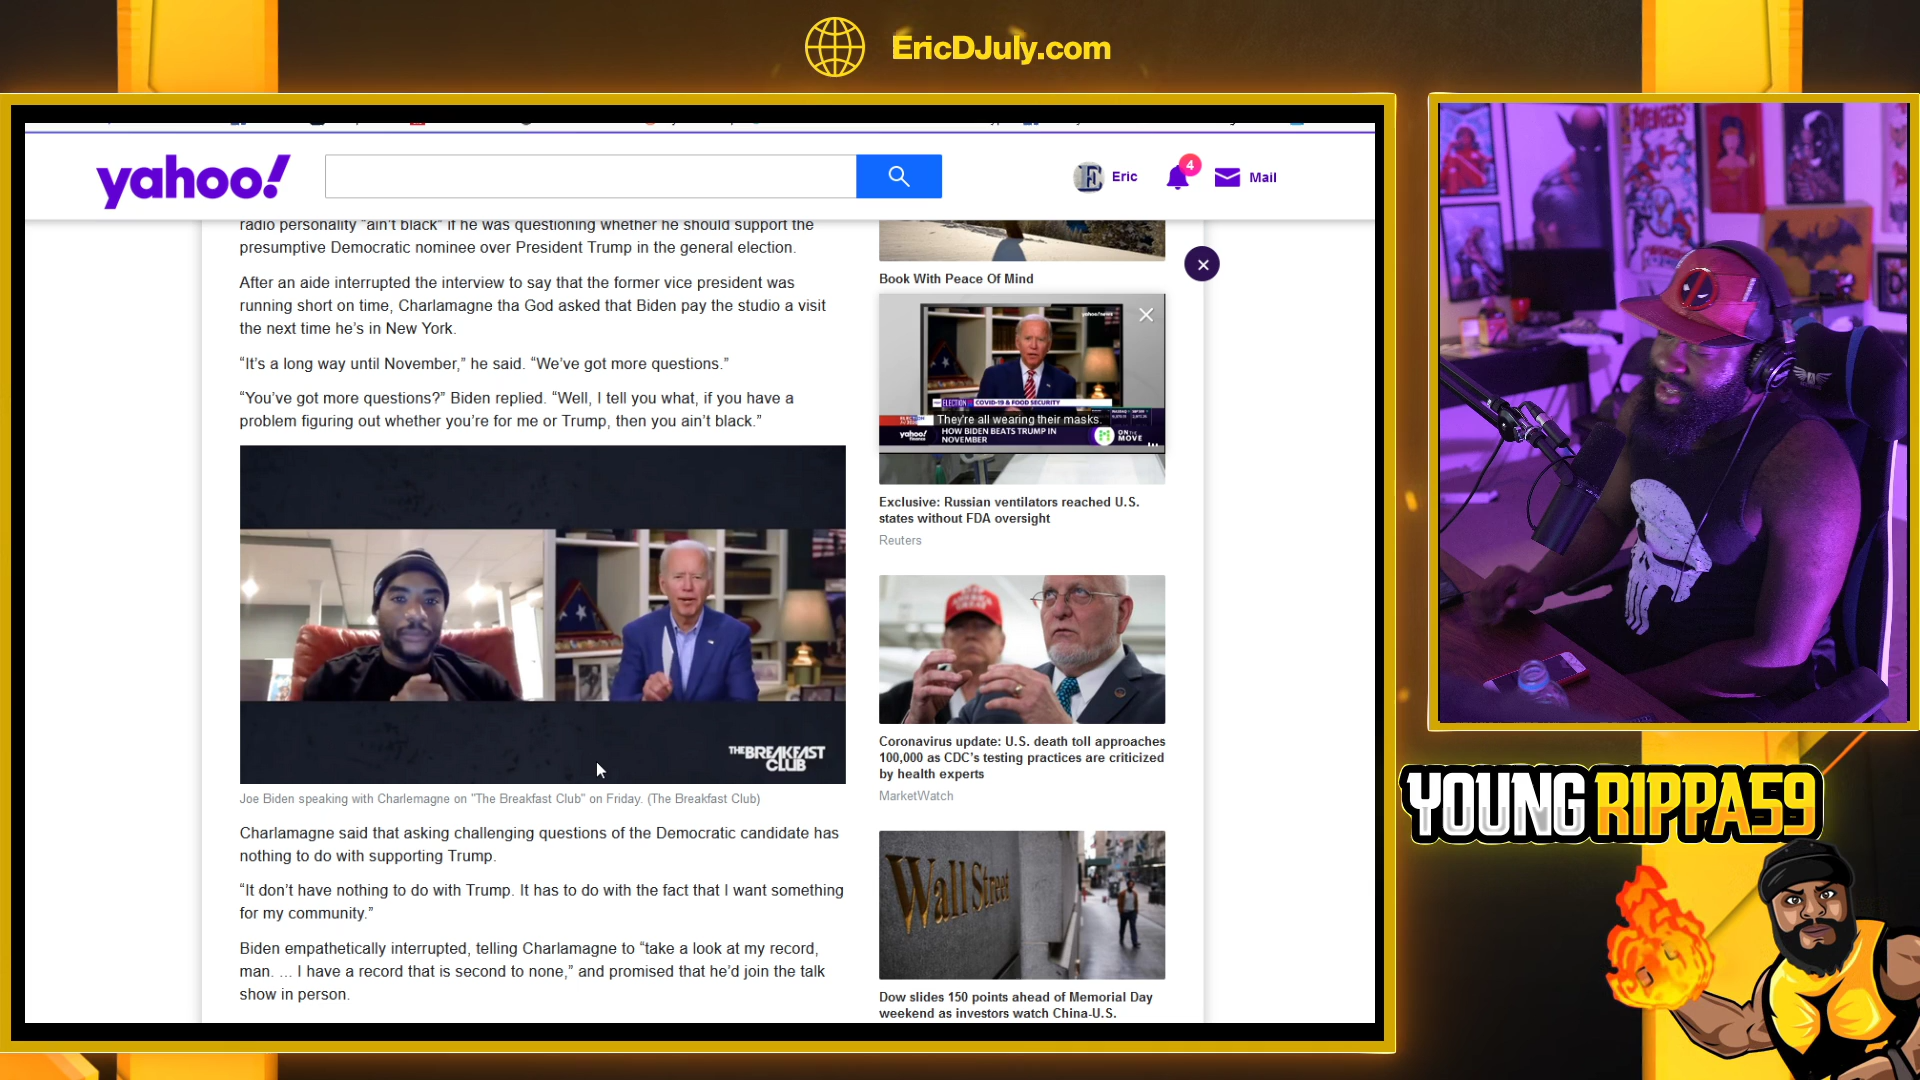 EricDJuly.com
yahoo!
Eric
4
Mail
radio personality “ain’t black” if he was questioning whether he should support the
presumptive Democratic nominee over President Trump in the general election.
After an aide interrupted the interview to say that the former vice president was
running short on time, Charlamagne tha God asked that Biden pay the studio a visit
the next time he’s in New York.
“It’s a long way until November,” he said. “We’ve got more questions.”
“You’ve got more questions?” Biden replied. “Well, I tell you what, if you have a
problem figuring out whether you’re for me or Trump, then you ain’t black.”
THE BREAKFAST
CLUB
Joe Biden speaking with Charlemagne on "The Breakfast Club" on Friday. (The Breakfast Club)
Charlamagne said that asking challenging questions of the Democratic candidate has
nothing to do with supporting Trump.
“It don’t have nothing to do with Trump. It has to do with the fact that I want something
for my community.”
Biden empathetically interrupted, telling Charlamagne to “take a look at my record,
man. … I have a record that is second to none,” and promised that he’d join the talk
show in person.
Book With Peace Of Mind
yahoo!news
ELECTION COVID-19 & FOOD SECURITY
They're all wearing their masks.
yahoo!
finance
HOW BIDEN BEATS TRUMP IN
NOVEMBER
ON THE
MOVE
Exclusive: Russian ventilators reached U.S.
states without FDA oversight
Reuters
Coronavirus update: U.S. death toll approaches
100,000 as CDC’s testing practices are criticized
by health experts
MarketWatch
Wall Street
Dow slides 150 points ahead of Memorial Day
weekend as investors watch China-U.S.
AVENGERS
YOUNG RIPPA59